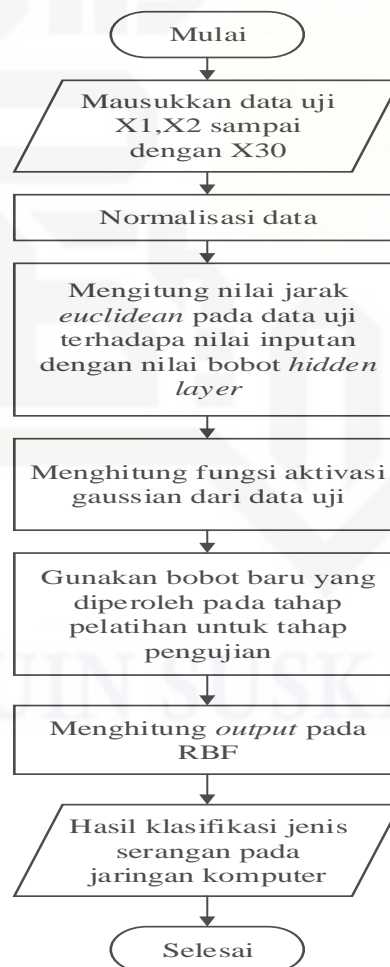 Mulai
Mausukkan data uji
X1,X2 sampai
dengan X30
Normalisasi data
Mengitung nilai jarak
euclidean pada data uji
terhadapa nilai inputan
dengan nilai bobot hidden
layer
Menghitung fungsi aktivasi
gaussian dari data uji
Gunakan bobot baru yang
diperoleh pada tahap
pelatihan untuk tahap
pengujian
UIN SUSKA
Menghitung output pada
RBF
Hasil klasifikasi jenis
serangan pada
jaringan komputer
Selesai